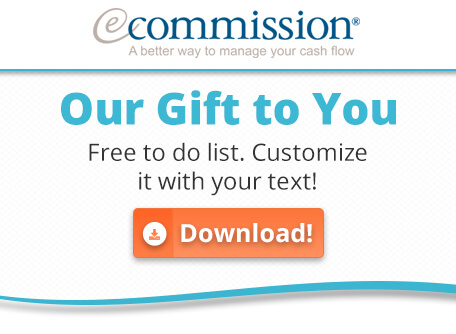 ecommission®
A better way to manage your cash flow
Our Gift to You
Free to do list. Customize
it with your text!
Download!